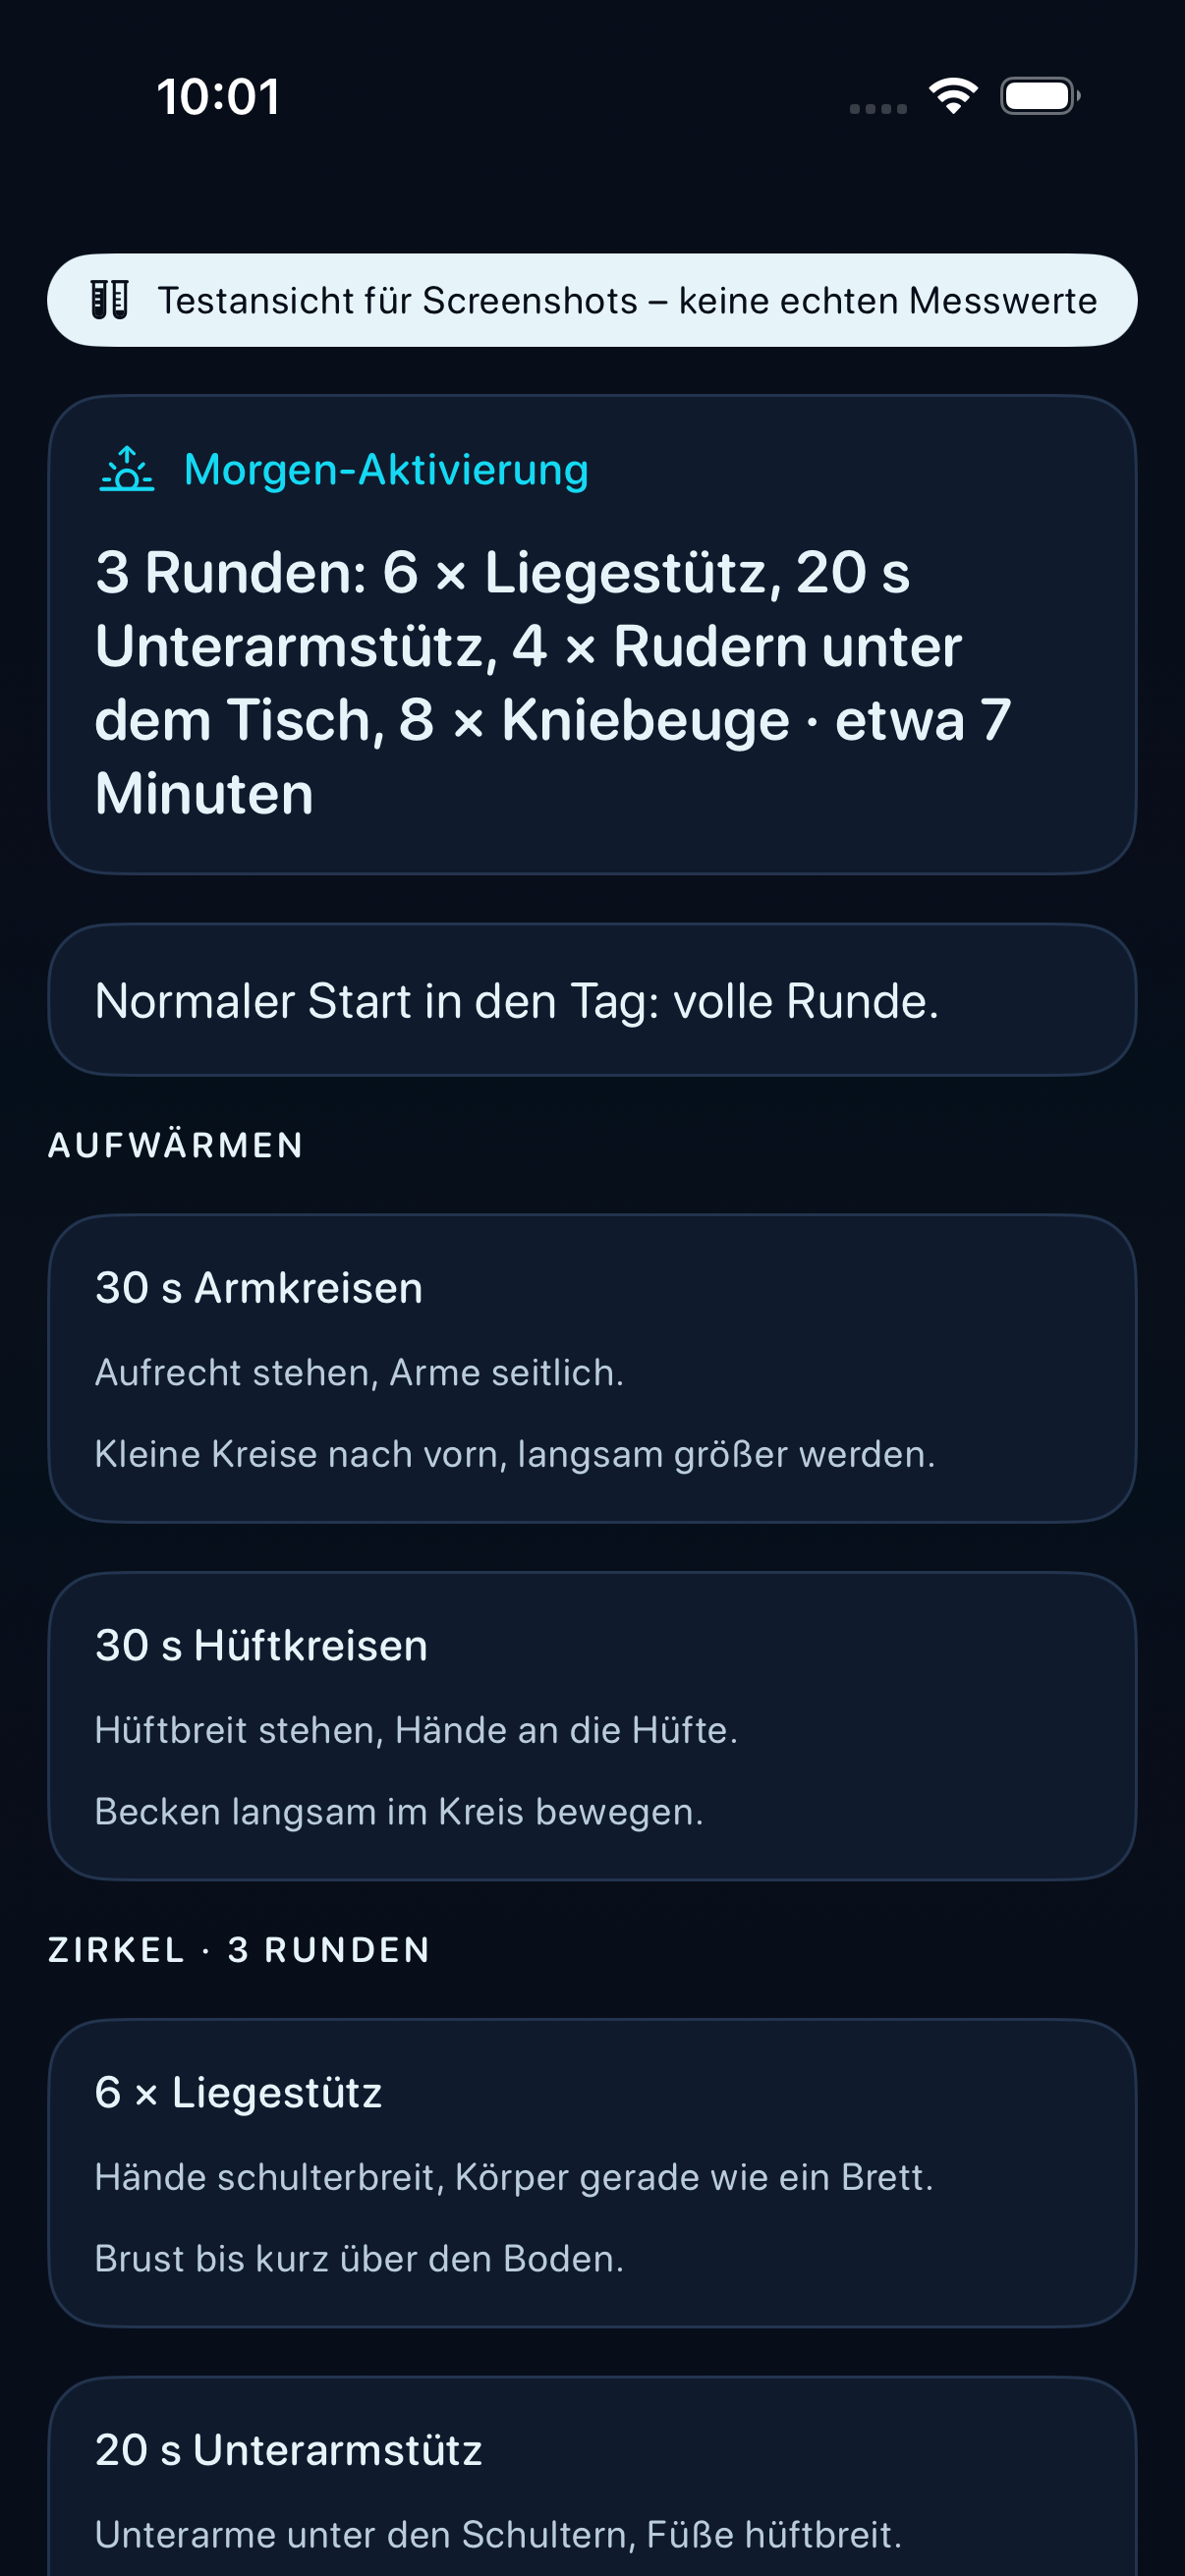 10:01
Testansicht für Screenshots – keine echten Messwerte
Morgen-Aktivierung
3 Runden: 6 × Liegestütz, 20 s
Unterarmstütz, 4 × Rudern unter
dem Tisch, 8 × Kniebeuge · etwa 7
Minuten
Normaler Start in den Tag: volle Runde.
AUFWÄRMEN
30 s Armkreisen
Aufrecht stehen, Arme seitlich.
Kleine Kreise nach vorn, langsam größer werden.
30 s Hüftkreisen
Hüftbreit stehen, Hände an die Hüfte.
Becken langsam im Kreis bewegen.
ZIRKEL · 3 RUNDEN
6 × Liegestütz
Hände schulterbreit, Körper gerade wie ein Brett.
Brust bis kurz über den Boden.
20 s Unterarmstütz
Unterarme unter den Schultern, Füße hüftbreit.